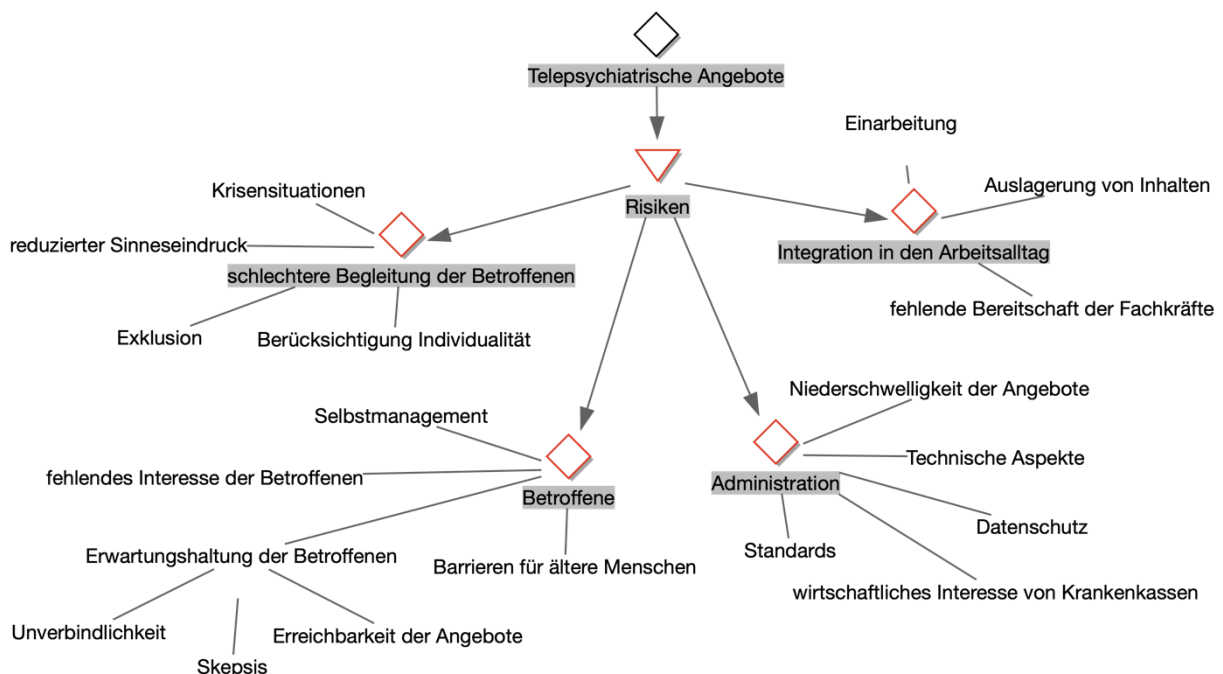 Telepsychiatrische Angebote
Risiken
Krisensituationen
reduzierter Sinneseindruck
schlechtere Begleitung der Betroffenen
Exklusion
Berücksichtigung Individualität
Einarbeitung
Auslagerung von Inhalten
Integration in den Arbeitsalltag
fehlende Bereitschaft der Fachkräfte
Selbstmanagement
fehlendes Interesse der Betroffenen
Betroffene
Erwartungshaltung der Betroffenen
Barrieren für ältere Menschen
Unverbindlichkeit
Skepsis
Erreichbarkeit der Angebote
Niederschwelligkeit der Angebote
Technische Aspekte
Administration
Datenschutz
Standards
wirtschaftliches Interesse von Krankenkassen